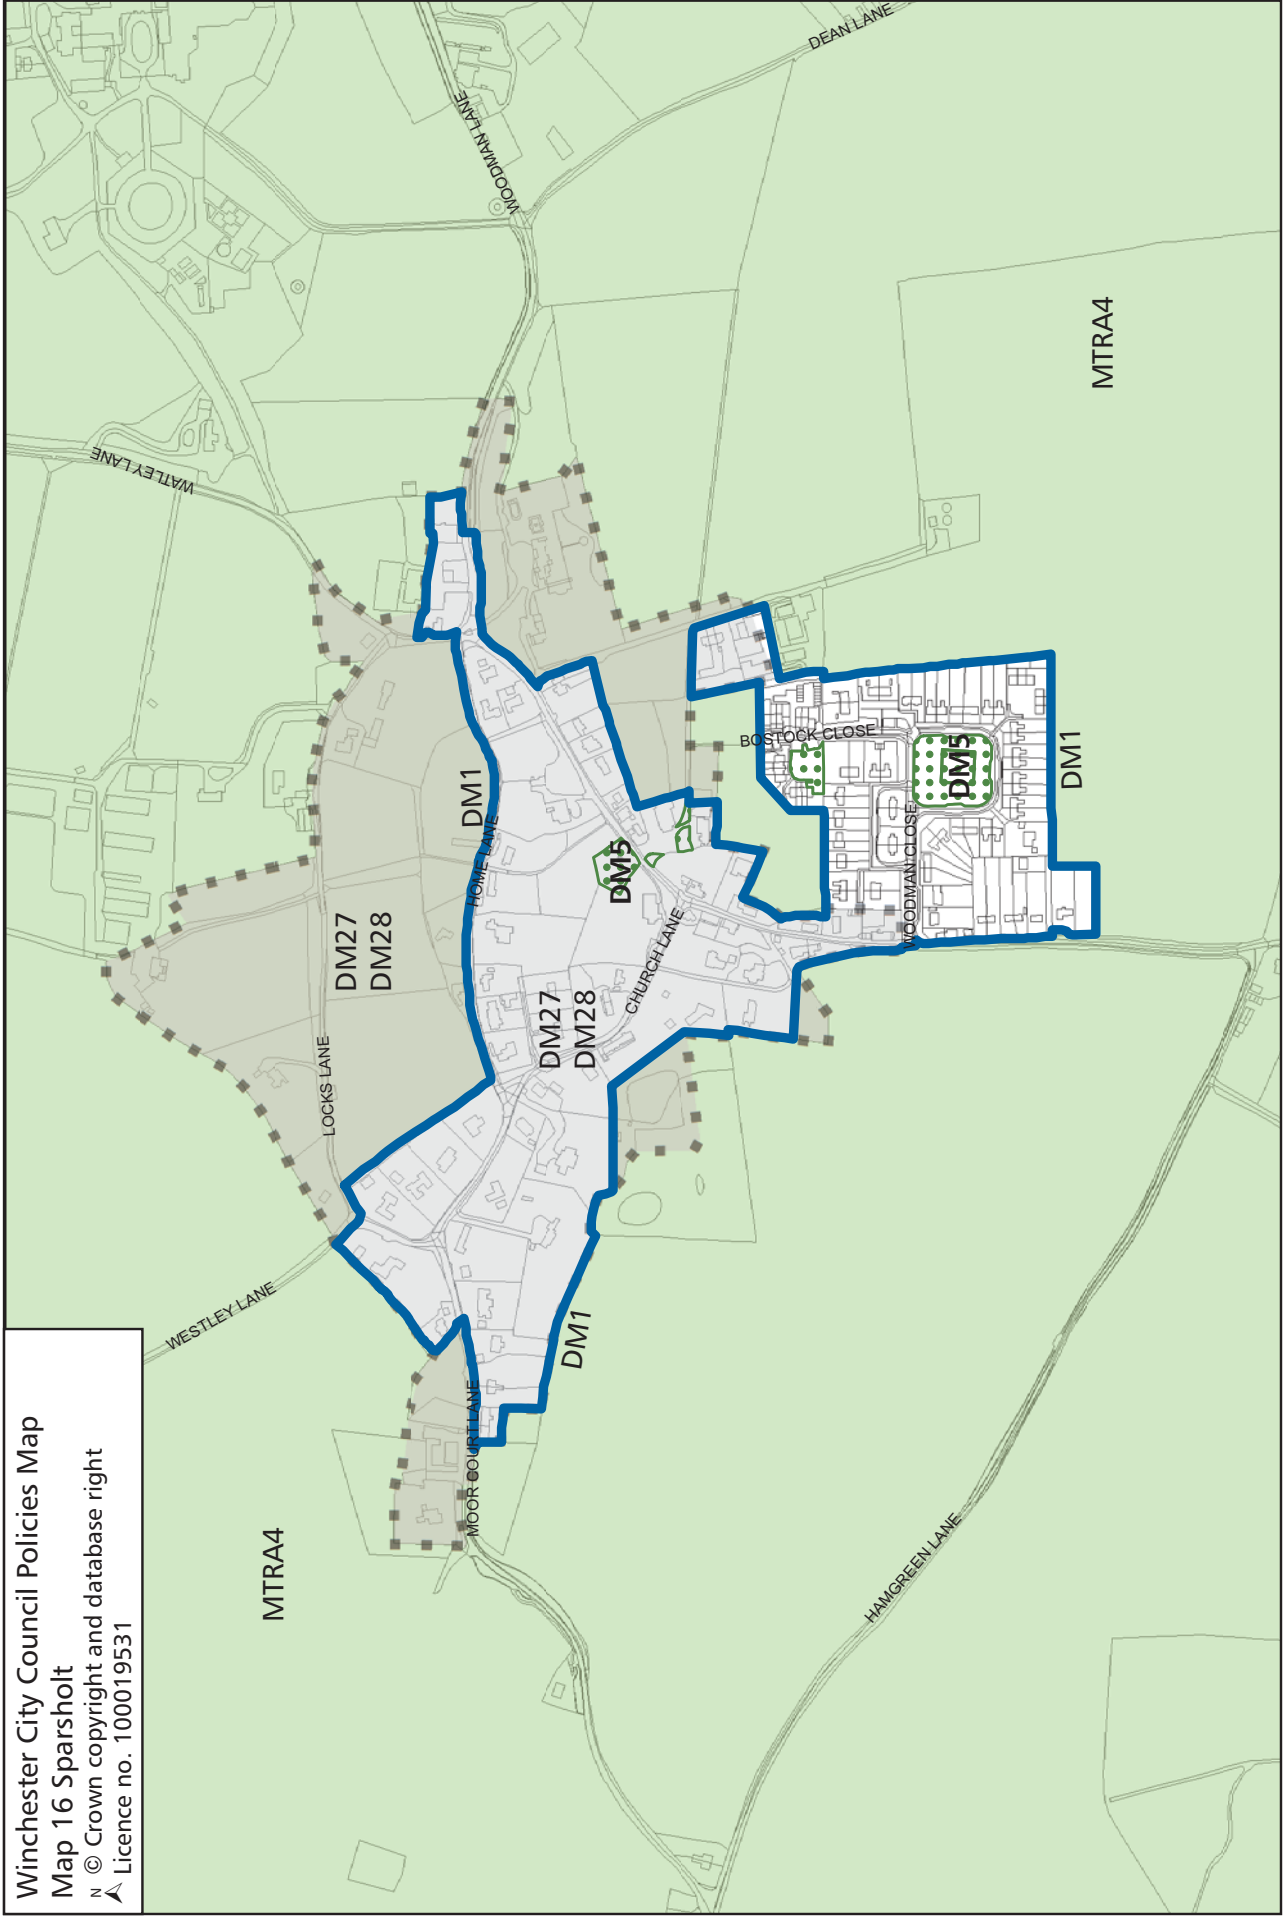 Winchester City Council Policies Map
Map 16 Sparsholt
N © Crown copyright and database right
Licence no. 100019531
MTRA4
WESTLEY LANE
MOOR COURT LANE
DM1
LOCKS LANE
DM27
DM28
DM27
DM28
CHURCH LANE
HOME LANE
DM1
DM5
WATLEY LANE
WOODMAN LANE
DEAN LANE
BOSTOCK CLOSE
WOODMAN CLOSE
DM5
DM1
HAMGREEN LANE
MTRA4